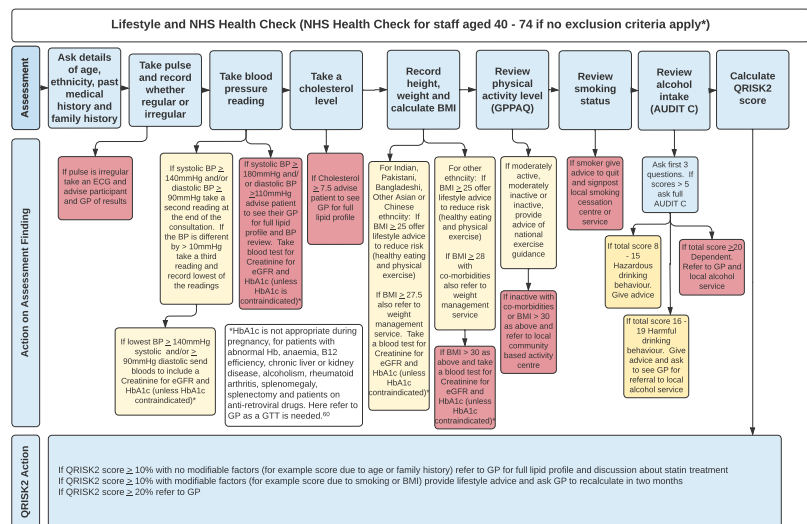 Lifestyle and NHS Health Check (NHS Health Check for staff aged 40 - 74 if no exclusion criteria apply*)
Assessment
Ask details
of age,
ethnicity, past
medical
history and
family history
Take pulse
and record
whether
regular or
irregular
Take blood
pressure
reading
Take a
cholesterol
level
Record
height,
weight and
calculate BMI
Review
physical
activity level
(GPPAQ)
Review
smoking
status
Review
alcohol
intake
(AUDIT C)
Calculate
QRISK2
score
Action on Assessment Finding
If pulse is irregular
take an ECG and
advise participant
and GP of results
If systolic BP ≥
140mmHg and/or
diastolic BP ≥
90mmHg take a
second reading at
the end of the
consultation. If
the BP is different
by > 10mmHg
take a third
reading and
record lowest of
the readings
If lowest BP ≥ 140mmHg
systolic and/or ≥
90mmHg diastolic send
bloods to include a
Creatinine for eGFR and
HbA1c (unless HbA1c
contraindicated)*
If systolic BP ≥
180mmHg and/
or diastolic BP
≥110mmHg
advise patient
to see their GP
for full lipid
profile and BP
review. Take
blood test for
Creatinine for
eGFR and
HbA1c (unless
HbA1c is
contraindicated)*
*HbA1c is not appropriate during
pregnancy, for patients with
abnormal Hb, anaemia, B12
efficiency, chronic liver or kidney
disease, alcoholism, rheumatoid
arthritis, splenomegaly,
splenectomy and patients on
anti-retroviral drugs. Here refer to
GP as a GTT is needed.⁶⁰
If Cholesterol
≥ 7.5 advise
patient to see
GP for full
lipid profile
For Indian,
Pakistani,
Bangladeshi,
Other Asian or
Chinese
ethncity: If
BMI ≥ 25 offer
lifestyle advice
to reduce risk
(healthy eating
and physical
exercise)
If BMI ≥ 27.5
also refer to
weight
management
service. Take
a blood test for
Creatinine for
eGFR and
HbA1c (unless
HbA1c
contraindicated)*
For other
ethncity: If
BMI ≥ 25 offer
lifestyle advice
to reduce risk
(healthy eating
and physical
exercise)
If BMI ≥ 28
with
co-morbidities
also refer to
weight
management
service
If BMI > 30 as
above and take
a blood test for
Creatinine for
eGFR and
HbA1c (unless
HbA1c
contraindicated)*
If moderately
active,
moderately
inactive or
inactive,
provide
advice of
national
exercise
guidance
If inactive with
co-morbidities
or BMI > 30
as above and
refer to local
community
based activity
centre
If smoker give
advice to quit
and signpost
local smoking
cessation
centre or
service
Ask first 3
questions. If
scores > 5
ask full
AUDIT C
If total score 8
- 15
Hazardous
drinking
behaviour.
Give advice
If total score ≥20
Dependent.
Refer to GP and
local alcohol
service
If total score 16 -
19 Harmful
drinking
behaviour. Give
advice and ask
to see GP for
referral to local
alcohol service
QRISK2 Action
If QRISK2 score ≥ 10% with no modifiable factors (for example score due to age or family history) refer to GP for full lipid profile and discussion about statin treatment
If QRISK2 score ≥ 10% with modifiable factors (for example score due to smoking or BMI) provide lifestyle advice and ask GP to recalculate in two months
If QRISK2 score ≥ 20% refer to GP